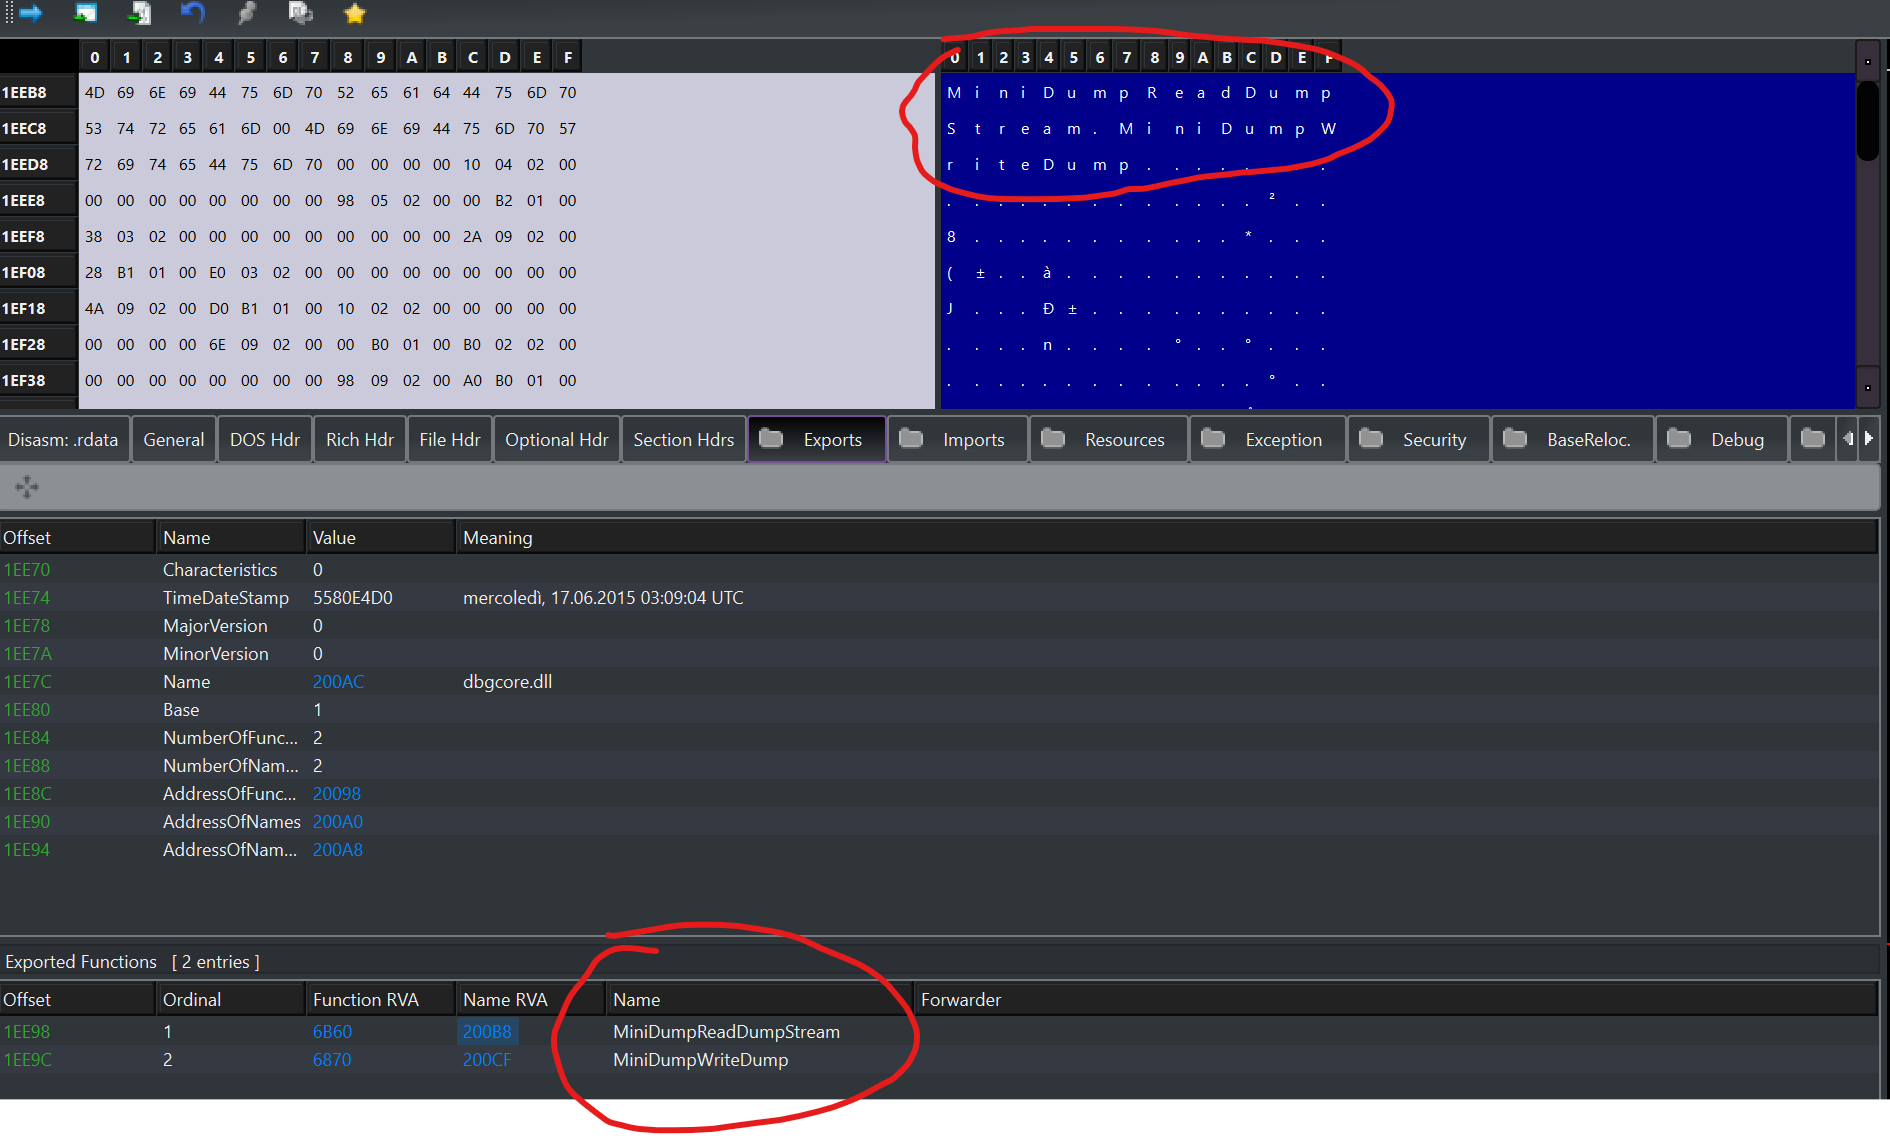 0 1 2 3 4 5 6 7 8 9 A B C D E F 0 1 2 3 4 5 6 7 8 9 A B C D E F
1EEB8 4D 69 6E 69 44 75 6D 70 52 65 61 64 44 75 6D 70 M i n i D u m p R e a d D u m p
1EEC8 53 74 72 65 61 6D 00 4D 69 6E 69 44 75 6D 70 57 S t r e a m . M i n i D u m p W
1EED8 72 69 74 65 44 75 6D 70 00 00 00 00 10 04 02 00 r i t e D u m p . . . . . . . .
1EEE8 00 00 00 00 00 00 00 00 98 05 02 00 00 B2 01 00 . . . . . . . . . . . . . ² . .
1EEF8 38 03 02 00 00 00 00 00 00 00 00 00 2A 09 02 00 8 . . . . . . . . . . . * . . .
1EF08 28 B1 01 00 E0 03 02 00 00 00 00 00 00 00 00 00 ( ± . . à . . . . . . . . . . .
1EF18 4A 09 02 00 D0 B1 01 00 10 02 02 00 00 00 00 00 J . . . Ð ± . . . . . . . . . .
1EF28 00 00 00 00 6E 09 02 00 00 B0 01 00 B0 02 02 00 . . . . n . . . . ° . . ° . . .
1EF38 00 00 00 00 00 00 00 00 98 09 02 00 A0 B0 01 00 . . . . . . . . . . . . . ° . .
Disasm: .rdata General DOS Hdr Rich Hdr File Hdr Optional Hdr Section Hdrs Exports Imports Resources Exception Security BaseReloc. Debug
Offset Name Value Meaning
1EE70 Characteristics 0
1EE74 TimeDateStamp 5580E4D0 mercoledì, 17.06.2015 03:09:04 UTC
1EE78 MajorVersion 0
1EE7A MinorVersion 0
1EE7C Name 200AC dbgcore.dll
1EE80 Base 1
1EE84 NumberOfFunc... 2
1EE88 NumberOfNam... 2
1EE8C AddressOfFunc... 20098
1EE90 AddressOfNames 200A0
1EE94 AddressOfNam... 200A8
Exported Functions [ 2 entries ]
Offset Ordinal Function RVA Name RVA Name Forwarder
1EE98 1 6B60 200B8 MiniDumpReadDumpStream
1EE9C 2 6870 200CF MiniDumpWriteDump